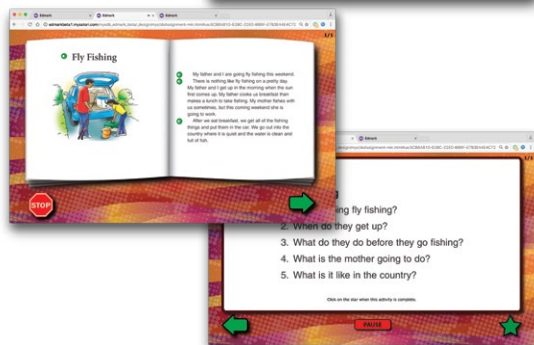 Edmark
Edmark
Edmark
1/1
Fly Fishing
My father and I are going fly fishing this weekend.
There is nothing like fly fishing on a pretty day.
My father and I get up in the morning when the sun
first comes up. My father cooks us breakfast then
makes a lunch to take fishing. My mother fishes with
us sometimes, but this coming weekend she is
going to work.
After we eat breakfast, we get all of the fishing
things and put them in the car. We go out into the
country where it is quiet and the water is clean and
full of fish.
STOP
Edmark
1/1
ing fly fishing?
2. When do they get up?
3. What do they do before they go fishing?
4. What is the mother going to do?
5. What is it like in the country?
Click on the star when this activity is complete.
PAUSE